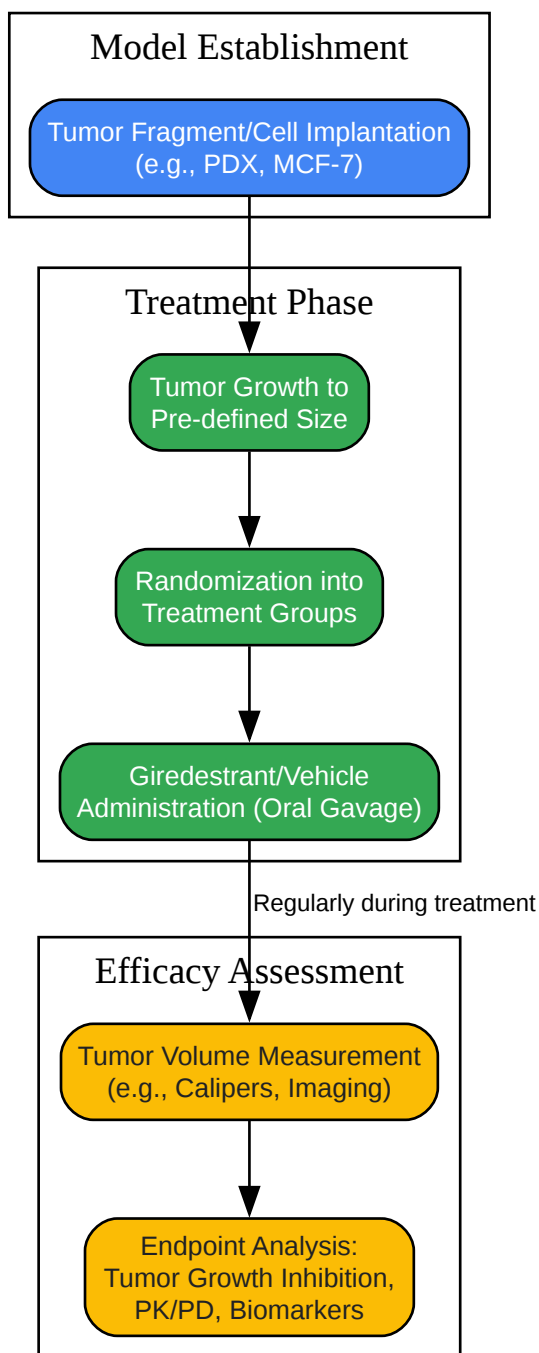 Model Establishment
Tumor Fragment/Cell Implantation
(e.g., PDX, MCF-7)
Treatment Phase
Tumor Growth to
Pre-defined Size
Randomization into
Treatment Groups
Giredestrant/Vehicle
Administration (Oral Gavage)
Regularly during treatment
Efficacy Assessment
Tumor Volume Measurement
(e.g., Calipers, Imaging)
Endpoint Analysis:
Tumor Growth Inhibition,
PK/PD, Biomarkers